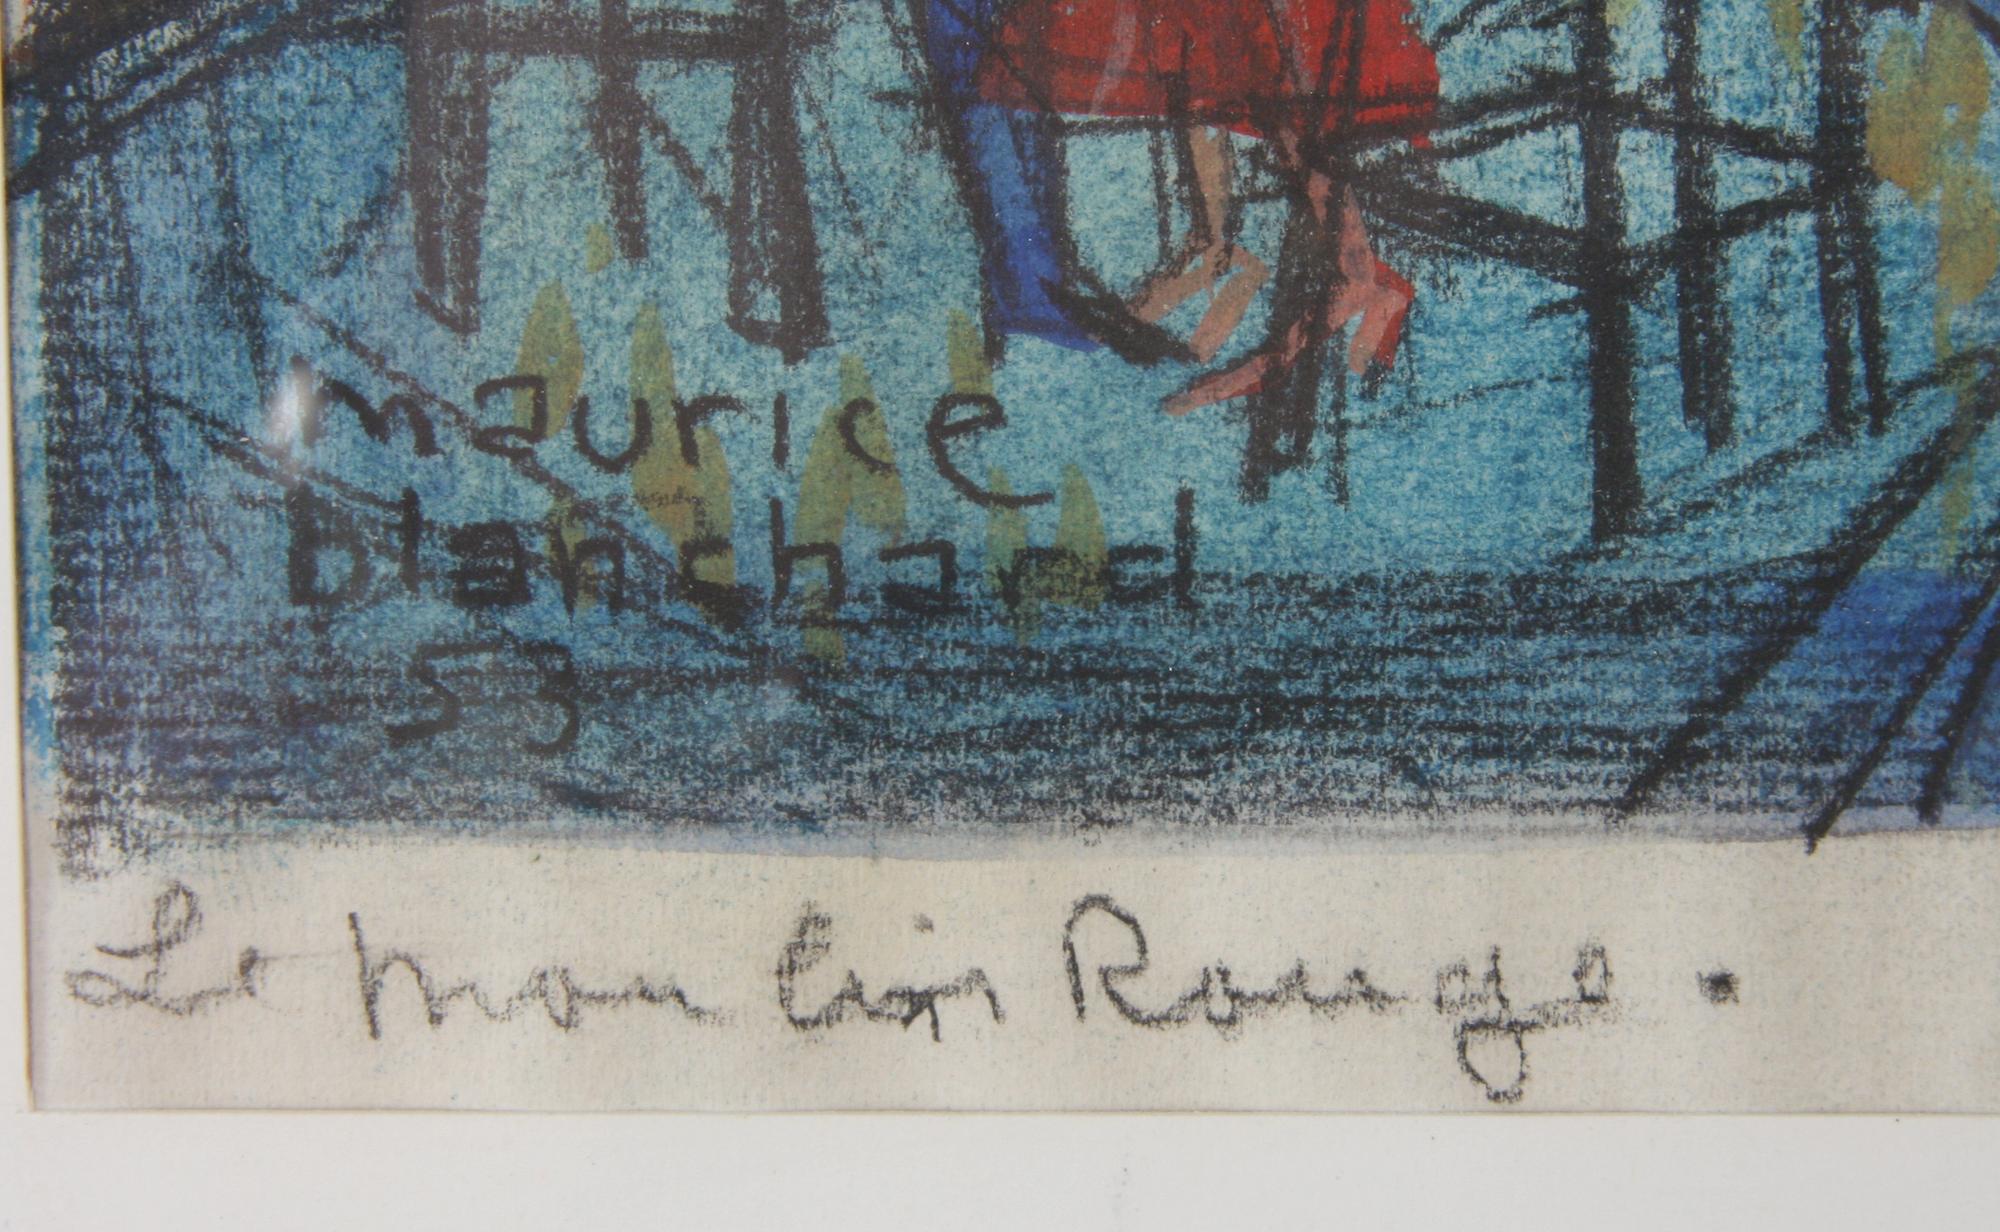 maurice
blanchard
53
Le Moulin Rouge.